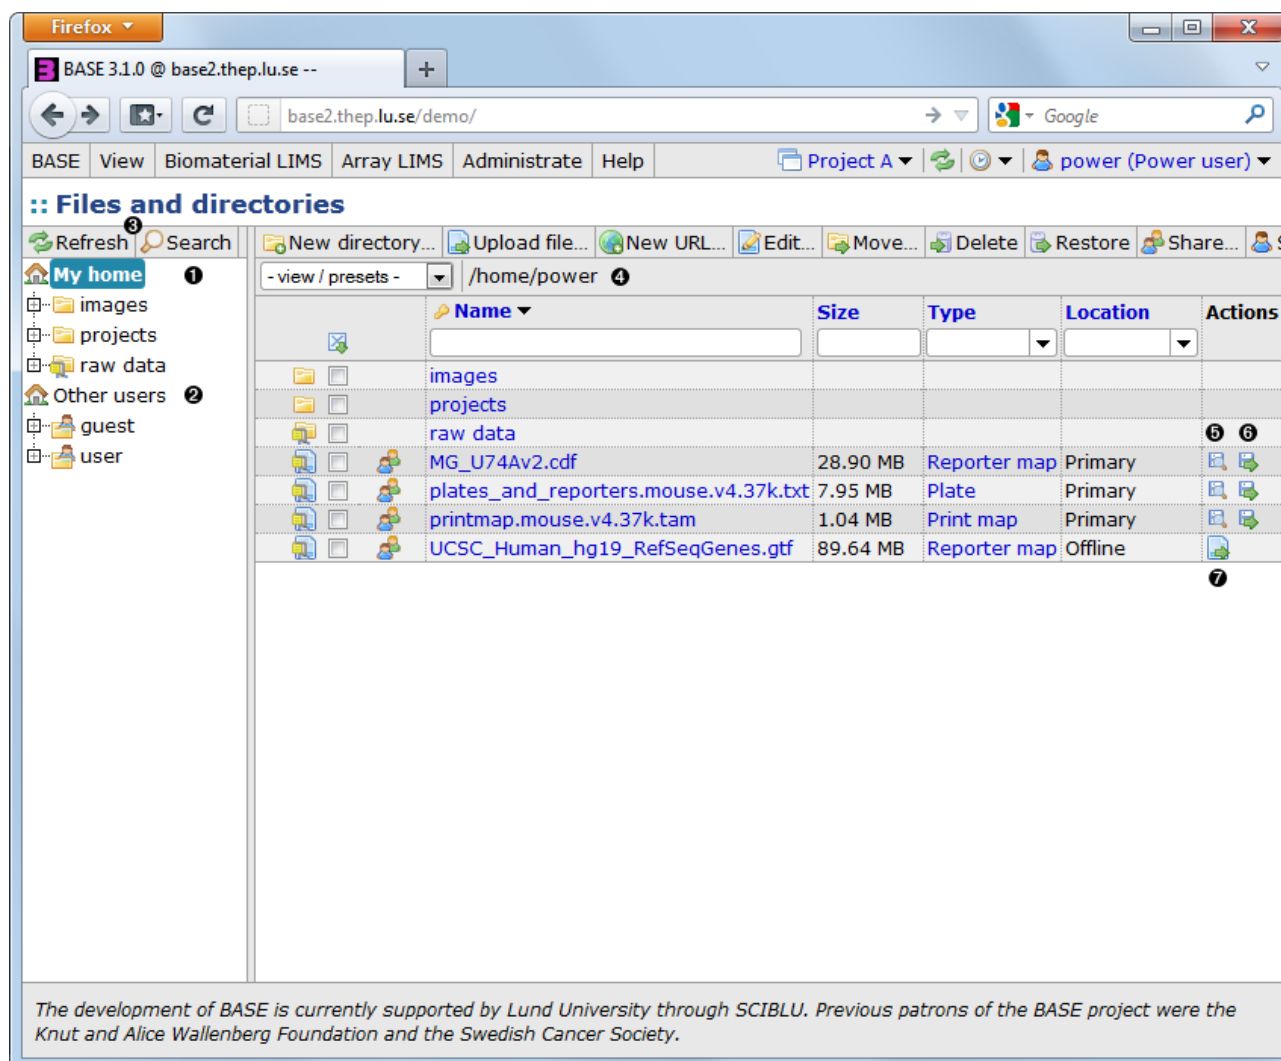 Firefox
BASE 3.1.0 @ base2.thep.lu.se --
base2.thep.lu.se/demo/
Google
BASE View Biomaterial LIMS Array LIMS Administrate Help Project A power (Power user)
:: Files and directories
❸
Refresh Search New directory... Upload file... New URL... Edit... Move... Delete Restore Share... S
My home ❶ - view / presets - /home/power ❹
images
projects
raw data
Other users ❷
guest
user
Name Size Type Location Actions
images
projects
raw data ❺ ❻
MG_U74Av2.cdf 28.90 MB Reporter map Primary
plates_and_reporters.mouse.v4.37k.txt 7.95 MB Plate Primary
printmap.mouse.v4.37k.tam 1.04 MB Print map Primary
UCSC_Human_hg19_RefSeqGenes.gtf 89.64 MB Reporter map Offline
❼
The development of BASE is currently supported by Lund University through SCIBLU. Previous patrons of the BASE project were the
Knut and Alice Wallenberg Foundation and the Swedish Cancer Society.